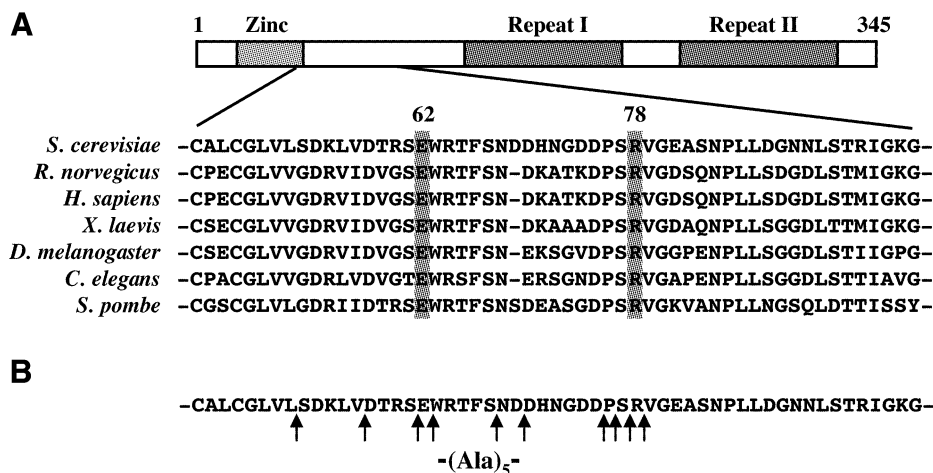 A
1 Zinc Repeat I Repeat II 345
62 78
S. cerevisiae -CALCGLVLSDKLVDTRSEWRTFSNDDHNGDDPSRVGEASNPLLDGNNLSTRIGKG-
R. norvegicus -CPECGLVVGDRVIDVGSEWRTFSN-DKATKDPSRVGDSQNPLLSDGDLSTMIGKG-
H. sapiens -CPECGLVVGDRVIDVGSEWRTFSN-DKATKDPSRVGDSQNPLLSDGDLSTMIGKG-
X. laevis -CSECGLVVGDRVIDVGSEWRTFSN-DKAAADPSRVGDAQNPLLSGGDLTTMIGKG-
D. melanogaster -CSECGLVVGDRVIDVGSEWRTFSN-EKSGVDPSRVGGPENPLLSGGDLSTIIGPG-
C. elegans -CPACGLVVGDRLVDVGTEWRSFSN-ERSGNDPSRVGAPENPLLSGGDLSTTIAVG-
S. pombe -CGSCGLVLGDRIIDTRSEWRTFSNSDEASGDPSRVGKVANPLLNGSQLDTTISSY-
B
-CALCGLVLSDKLVDTRSEWRTFSNDDHNGDDPSRVGEASNPLLDGNNLSTRIGKG-
-(Ala)5-